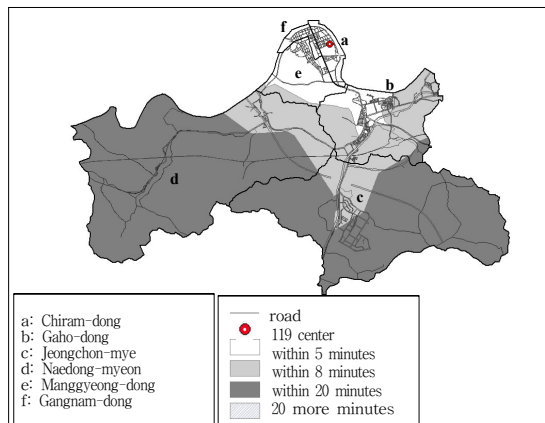 f
a
e
b
d
c
a: Chiram-dong
b: Gaho-dong
c: Jeongchon-mye
d: Naedong-myeon
e: Manggyeong-dong
f: Gangnam-dong
road
119 center
within 5 minutes
within 8 minutes
within 20 minutes
20 more minutes